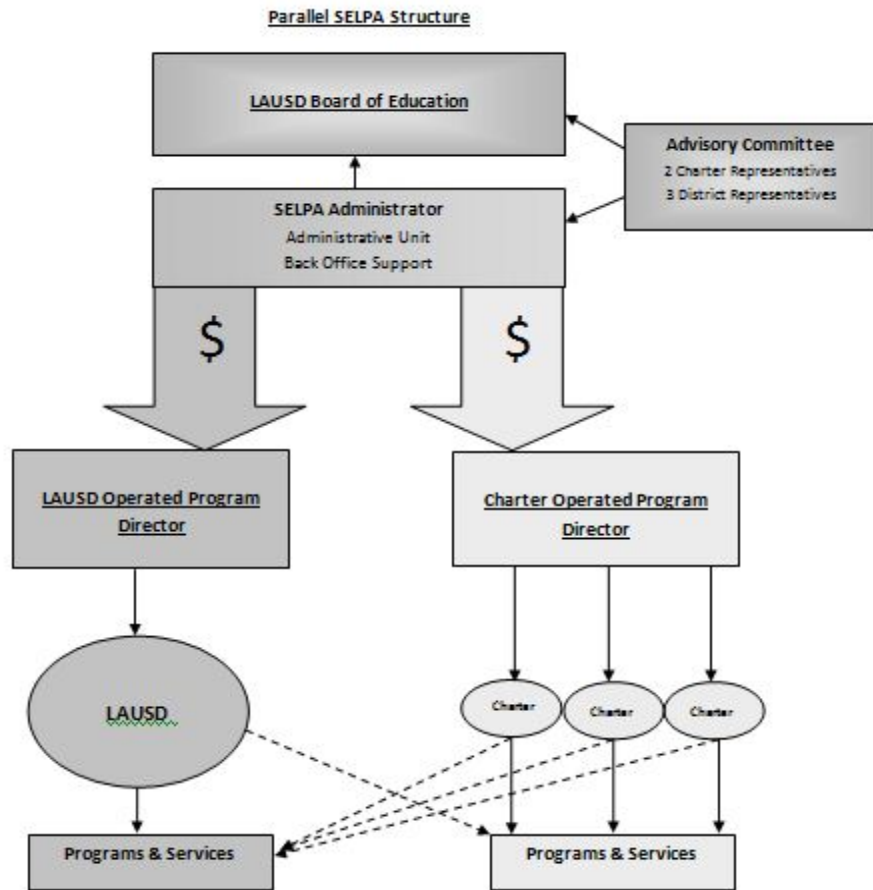 Parallel SELPA Structure
LAUSD Board of Education
Advisory Committee
2 Charter Representatives
3 District Representatives
SELPA Administrator
Administrative Unit
Back Office Support
$
$
LAUSD Operated Program
Director
Charter Operated Program
Director
LAUSD
Charter
Charter
Charter
Programs & Services
Programs & Services